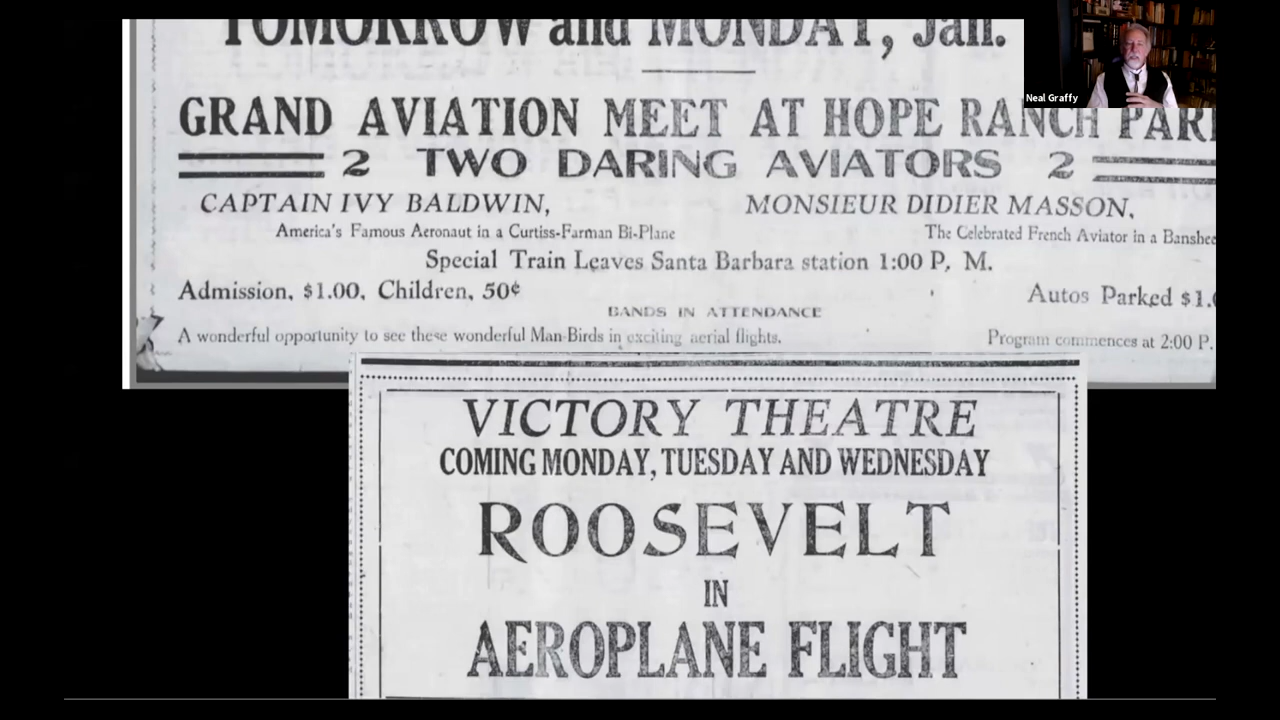 TOMORROW and MONDAY, Jan.
Neal Graffy
GRAND AVIATION MEET AT HOPE RANCH PARK
2 TWO DARING AVIATORS 2
CAPTAIN IVY BALDWIN, MONSIEUR DIDIER MASSON,
America's Famous Aeronaut in a Curtiss-Farman Bi-Plane The Celebrated French Aviator in a Banshee
Special Train Leaves Santa Barbara station 1:00 P. M.
Admission, $1.00, Children, 50¢ Autos Parked $1.
BANDS IN ATTENDANCE
A wonderful opportunity to see these wonderful Man-Birds in exciting aerial flights. Program commences at 2:00 P.
VICTORY THEATRE
COMING MONDAY, TUESDAY AND WEDNESDAY
ROOSEVELT
IN
AEROPLANE FLIGHT